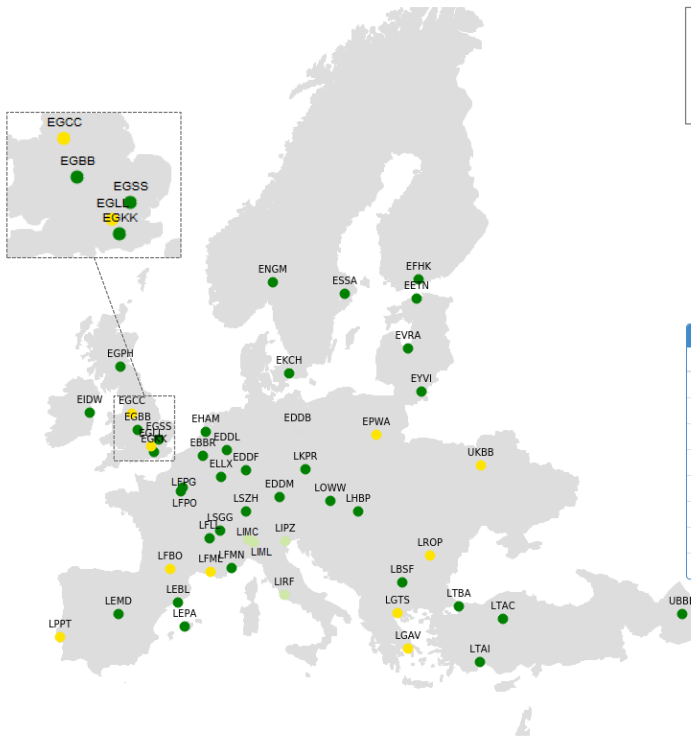 EGCC
EGBB
EGSS
EGLL
EGKK
ENGM
ESSA
EFHK
EETN
EVRA
EYVI
EKCH
EGPH
EIDW
EGCC
EGBB
EGSS
EGLL
EGKK
EHAM
EBBR
EDDL
EDDF
ELLX
EDDB
EPWA
UKBB
LKPR
EDDM
LOWW
LHBP
LFPG
LFPO
LSZH
LSGG
LFLL
LIMC
LIML
LIPZ
LFBO
LFML
LFMN
LIRF
LROP
LBSF
LEBL
LEMD
LEPA
LPPT
LGTS
LTBA
LTAC
LGAV
LTAI